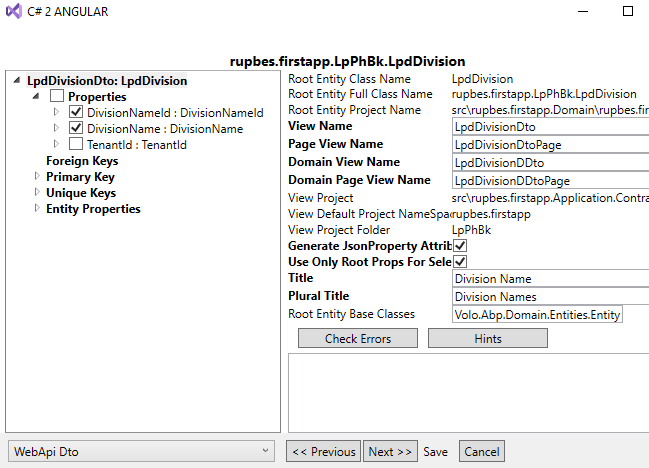 C# 2 ANGULAR
rupbes.firstapp.LpPhBk.LpdDivision
LpdDivisionDto: LpdDivision
Properties
DivisionNameId : DivisionNameId
DivisionName : DivisionName
TenantId : TenantId
Foreign Keys
Primary Key
Unique Keys
Entity Properties
Root Entity Class Name LpdDivision
Root Entity Full Class Name rupbes.firstapp.LpPhBk.LpdDivision
Root Entity Project Name src\rupbes.firstapp.Domain\rupbes.fir
View Name LpdDivisionDto
Page View Name LpdDivisionDtoPage
Domain View Name LpdDivisionDDto
Domain Page View Name LpdDivisionDDtoPage
View Project src\rupbes.firstapp.Application.Contra
View Default Project NameSpac rupbes.firstapp
View Project Folder LpPhBk
Generate JsonProperty Attrib
Use Only Root Props For Sele
Title Division Name
Plural Title Division Names
Root Entity Base Classes Volo.Abp.Domain.Entities.Entity
Check Errors Hints
WebApi Dto << Previous Next >> Save Cancel